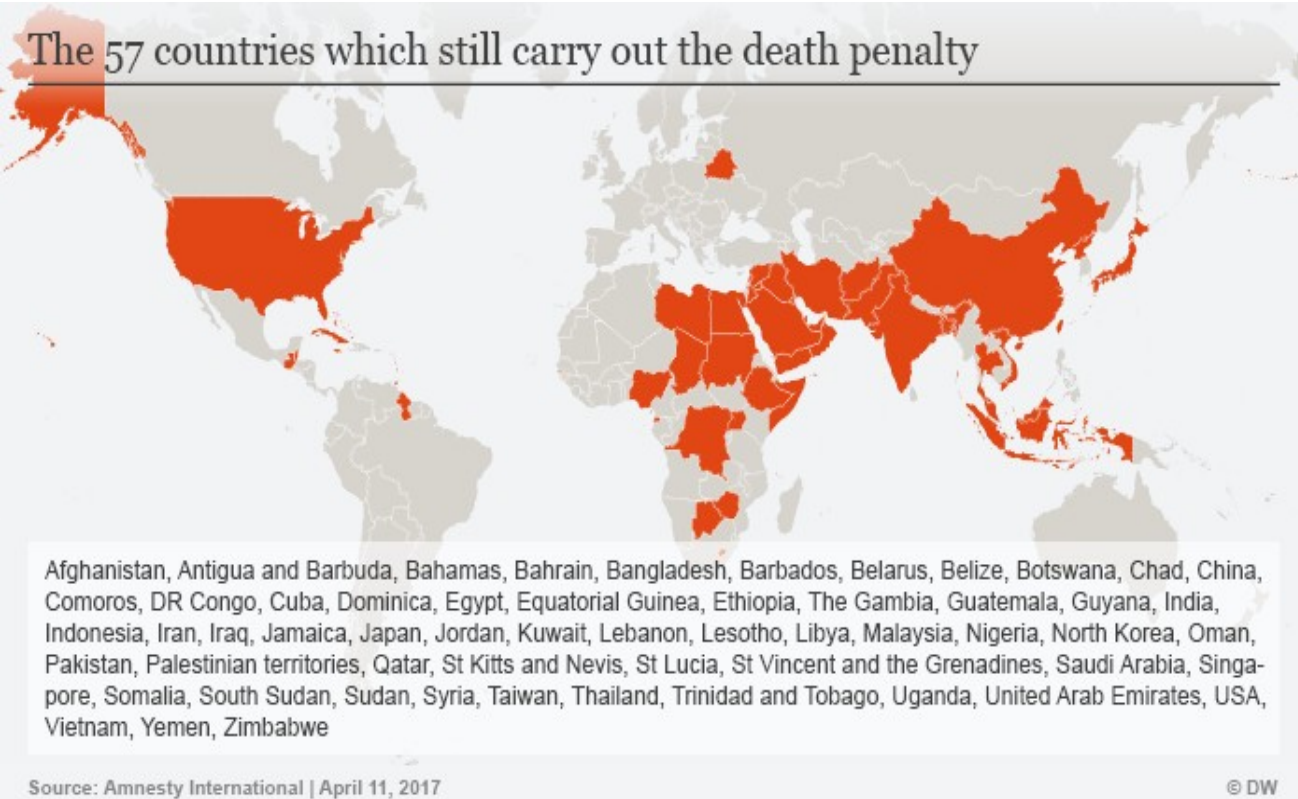 The 57 countries which still carry out the death penalty
Afghanistan, Antigua and Barbuda, Bahamas, Bahrain, Bangladesh, Barbados, Belarus, Belize, Botswana, Chad, China,
Comoros, DR Congo, Cuba, Dominica, Egypt, Equatorial Guinea, Ethiopia, The Gambia, Guatemala, Guyana, India,
Indonesia, Iran, Iraq, Jamaica, Japan, Jordan, Kuwait, Lebanon, Lesotho, Libya, Malaysia, Nigeria, North Korea, Oman,
Pakistan, Palestinian territories, Qatar, St Kitts and Nevis, St Lucia, St Vincent and the Grenadines, Saudi Arabia, Singa-
pore, Somalia, South Sudan, Sudan, Syria, Taiwan, Thailand, Trinidad and Tobago, Uganda, United Arab Emirates, USA,
Vietnam, Yemen, Zimbabwe
Source: Amnesty International | April 11, 2017
© DW